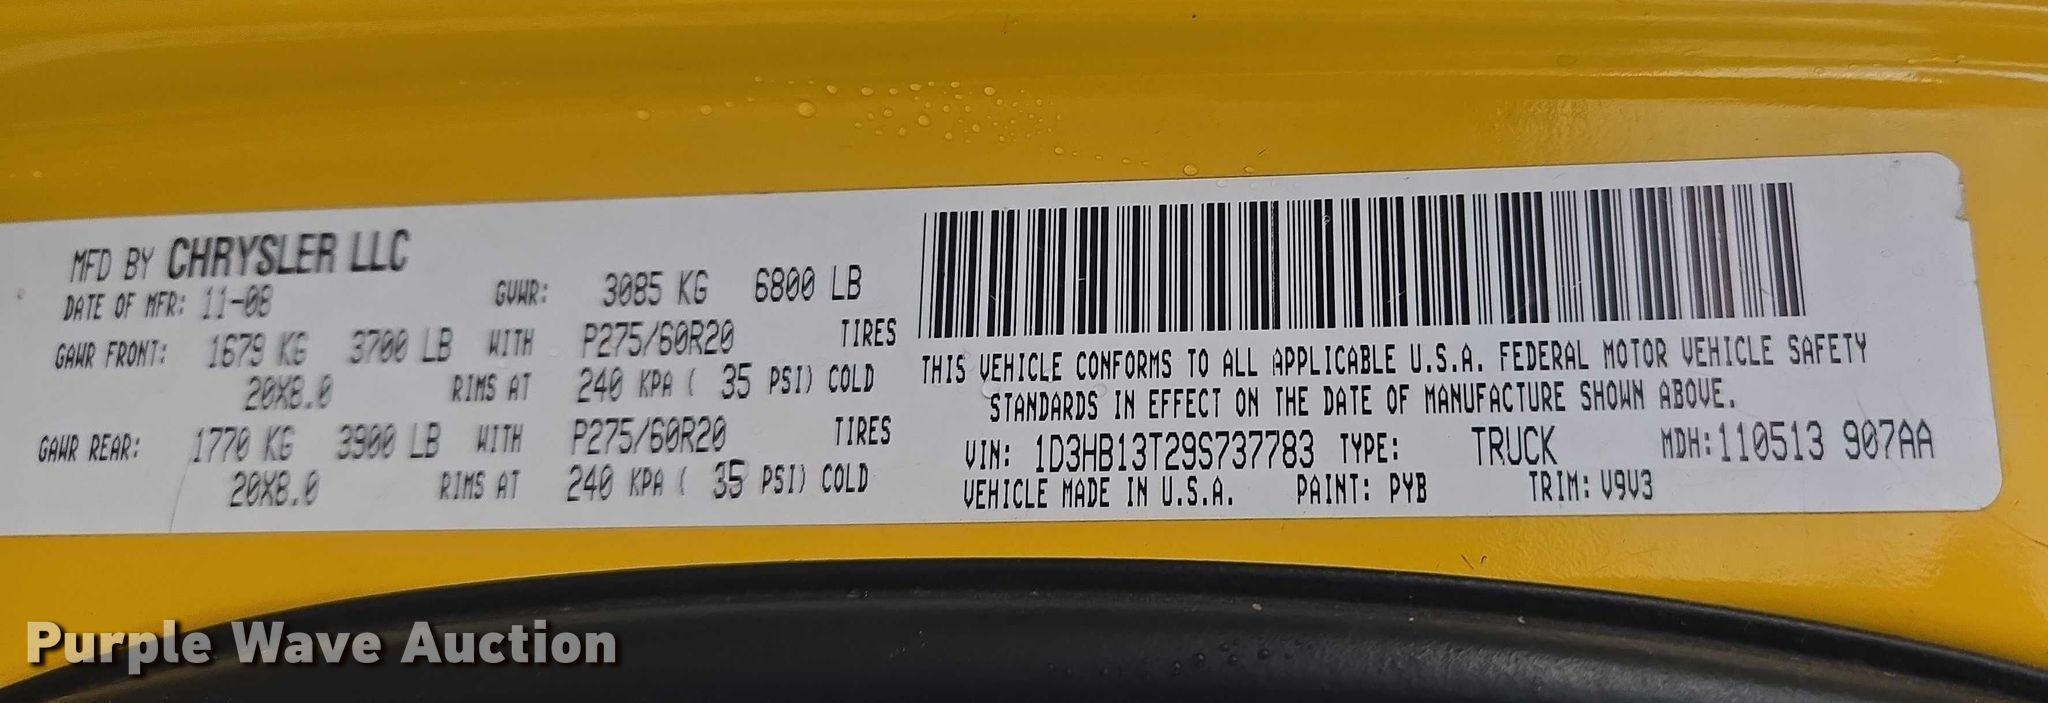 MFD BY CHRYSLER LLC
DATE OF MFR: 11-08 GVWR: 3085 KG 6800 LB
GAWR FRONT: 1679 KG 3700 LB WITH P275/60R20 TIRES
20X8.0 RIMS AT 240 KPA ( 35 PSI) COLD
GAWR REAR: 1770 KG 3900 LB WITH P275/60R20 TIRES
20X8.0 RIMS AT 240 KPA ( 35 PSI) COLD
THIS VEHICLE CONFORMS TO ALL APPLICABLE U.S.A. FEDERAL MOTOR VEHICLE SAFETY
STANDARDS IN EFFECT ON THE DATE OF MANUFACTURE SHOWN ABOVE.
VIN: 1D3HB13T29S737783 TYPE: TRUCK MDH: 110513 907AA
VEHICLE MADE IN U.S.A. PAINT: PYB TRIM: V9V3
Purple Wave Auction